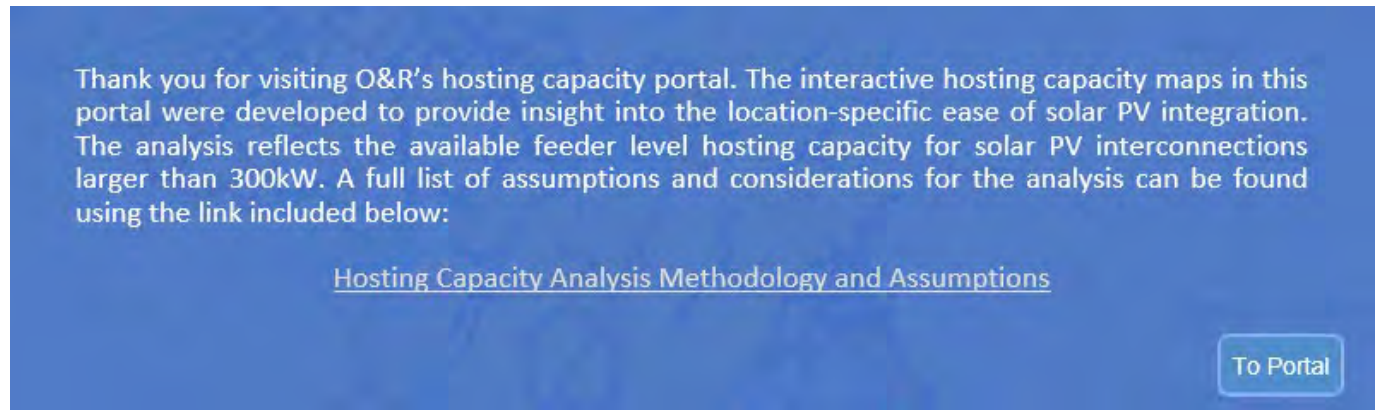 Thank you for visiting O&R's hosting capacity portal. The interactive hosting capacity maps in this
portal were developed to provide insight into the location-specific ease of solar PV integration.
The analysis reflects the available feeder level hosting capacity for solar PV interconnections
larger than 300kW. A full list of assumptions and considerations for the analysis can be found
using the link included below:
Hosting Capacity Analysis Methodology and Assumptions
To Portal